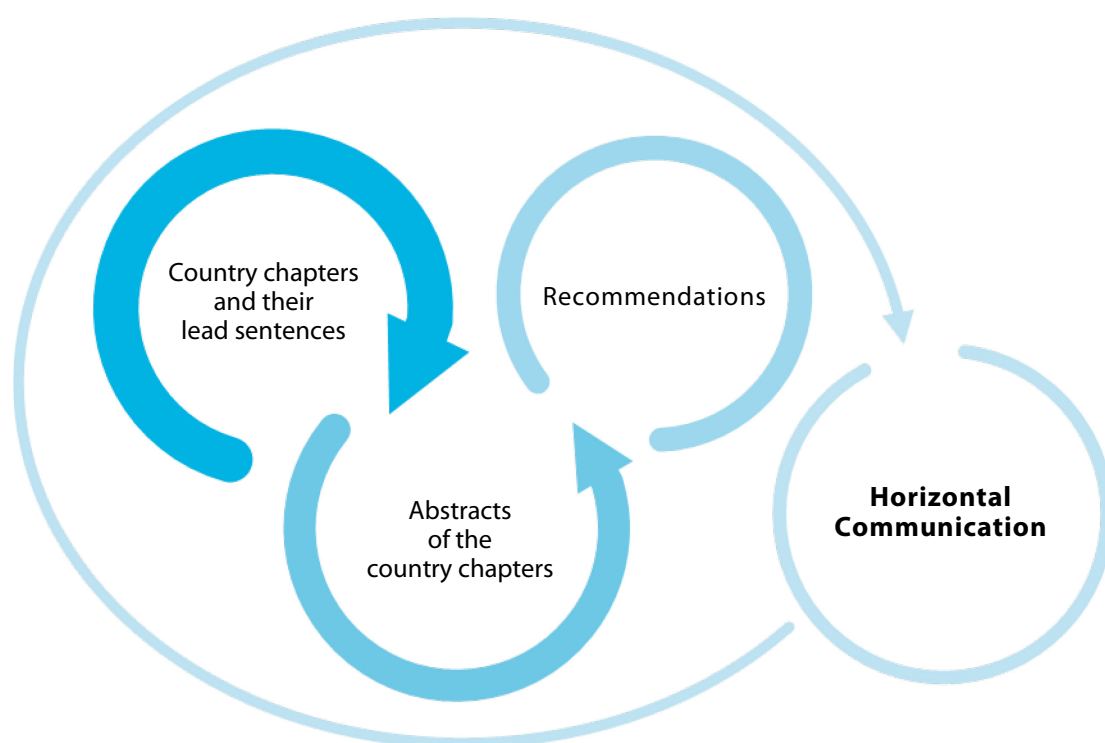 Country chapters
and their
lead sentences
Recommendations
Abstracts
of the
country chapters
Horizontal
Communication